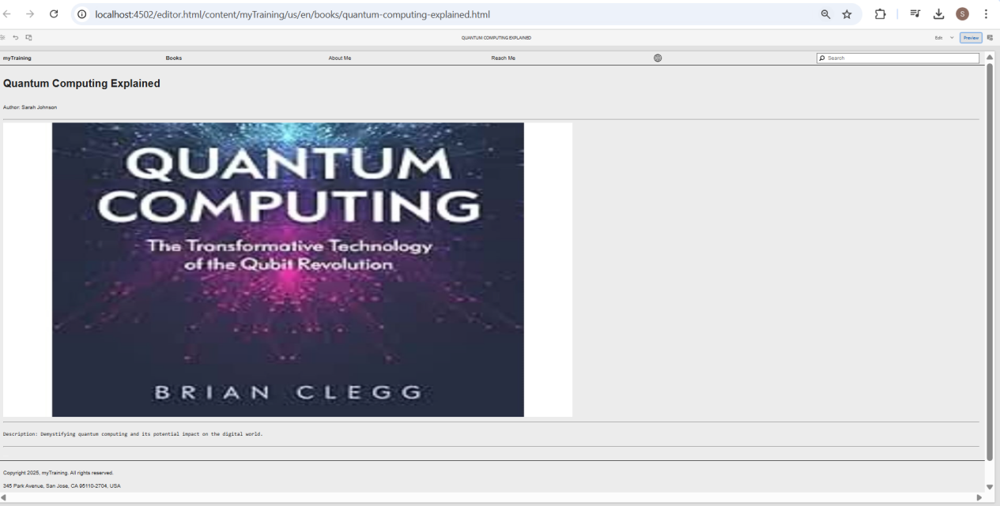 localhost:4502/editor.html/content/myTraining/us/en/books/quantum-computing-explained.html
S
QUANTUM COMPUTING EXPLAINED
Edit
Preview
myTraining
Books
About Me
Reach Me
Search
Quantum Computing Explained
Author: Sarah Johnson
QUANTUM
COMPUTING
The Transformative Technology
of the Qubit Revolution
BRIAN CLEGG
Description: Demystifying quantum computing and its potential impact on the digital world.
Copyright 2025, myTraining. All rights reserved.
345 Park Avenue, San Jose, CA 95110-2704, USA